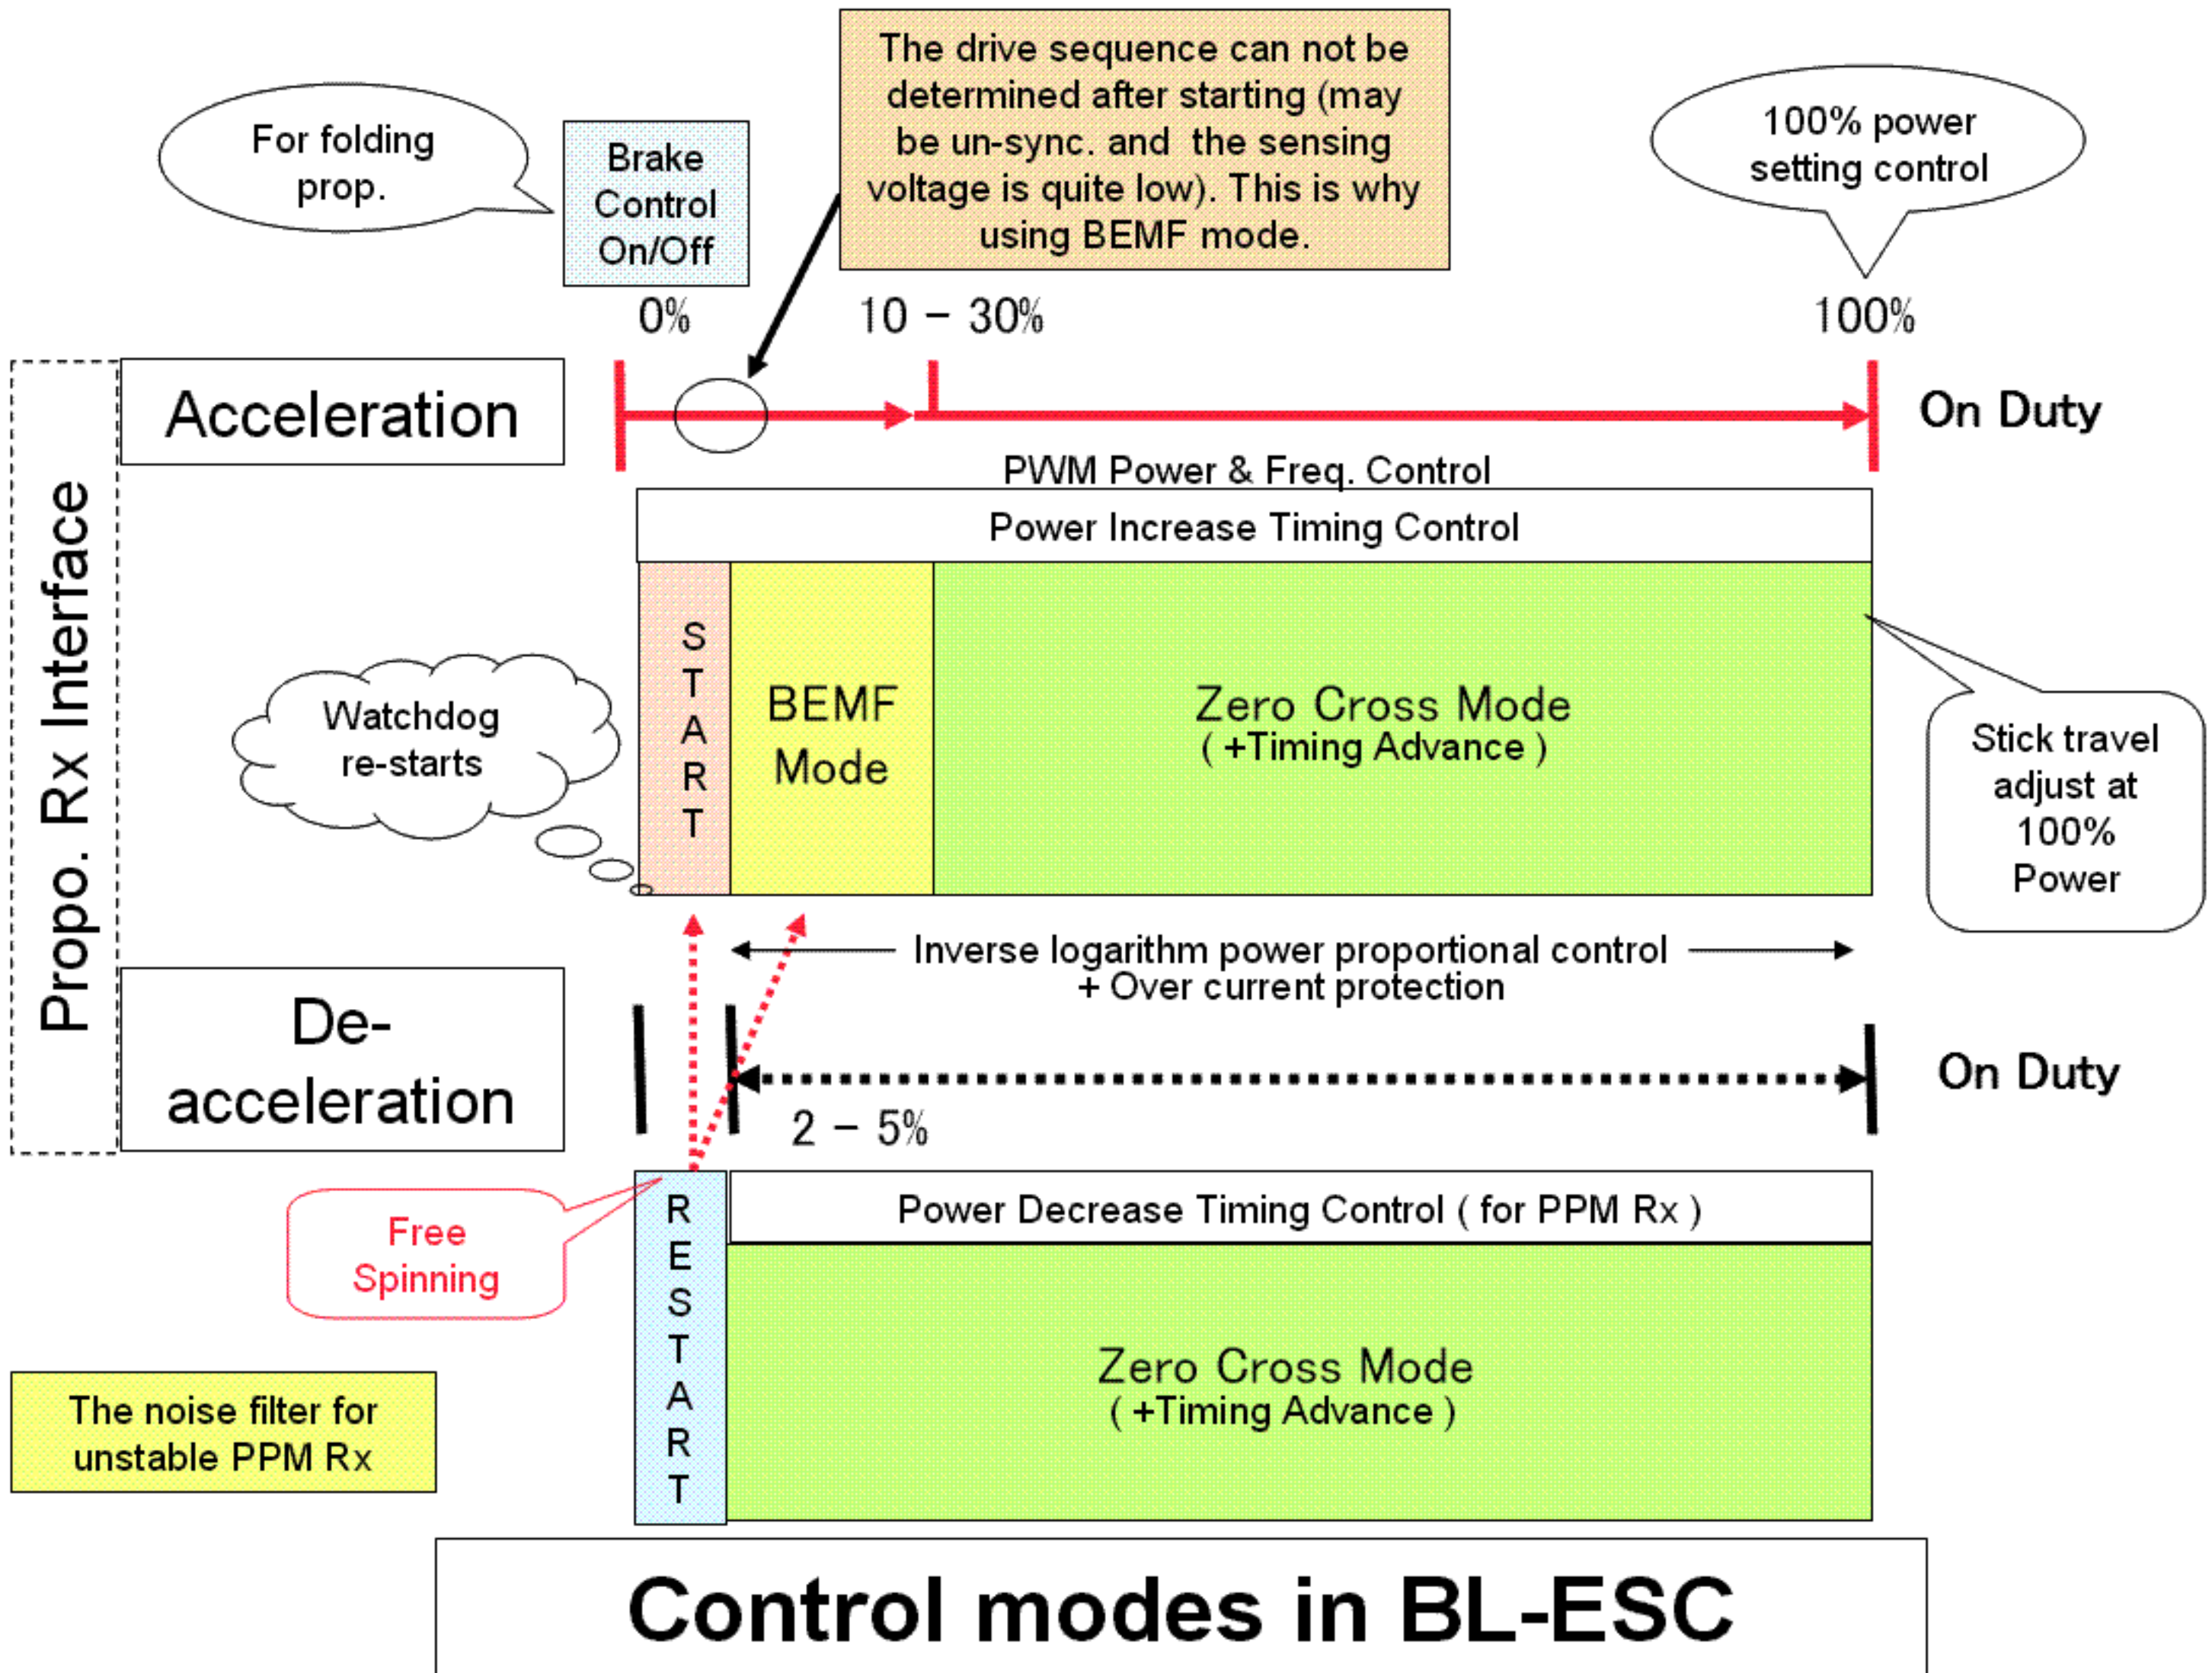 For folding
prop.
Brake
Control
On/Off
The drive sequence can not be
determined after starting (may
be un-sync. and the sensing
voltage is quite low). This is why
using BEMF mode.
100% power
setting control
0%
10 - 30%
100%
Propo. Rx Interface
Acceleration
On Duty
PWM Power & Freq. Control
Power Increase Timing Control
START
BEMF
Mode
Zero Cross Mode
( +Timing Advance )
Watchdog
re-starts
Stick travel
adjust at
100%
Power
Inverse logarithm power proportional control
+ Over current protection
De-
acceleration
On Duty
2 - 5%
Free
Spinning
RESTART
Power Decrease Timing Control ( for PPM Rx )
Zero Cross Mode
( +Timing Advance )
The noise filter for
unstable PPM Rx
Control modes in BL-ESC